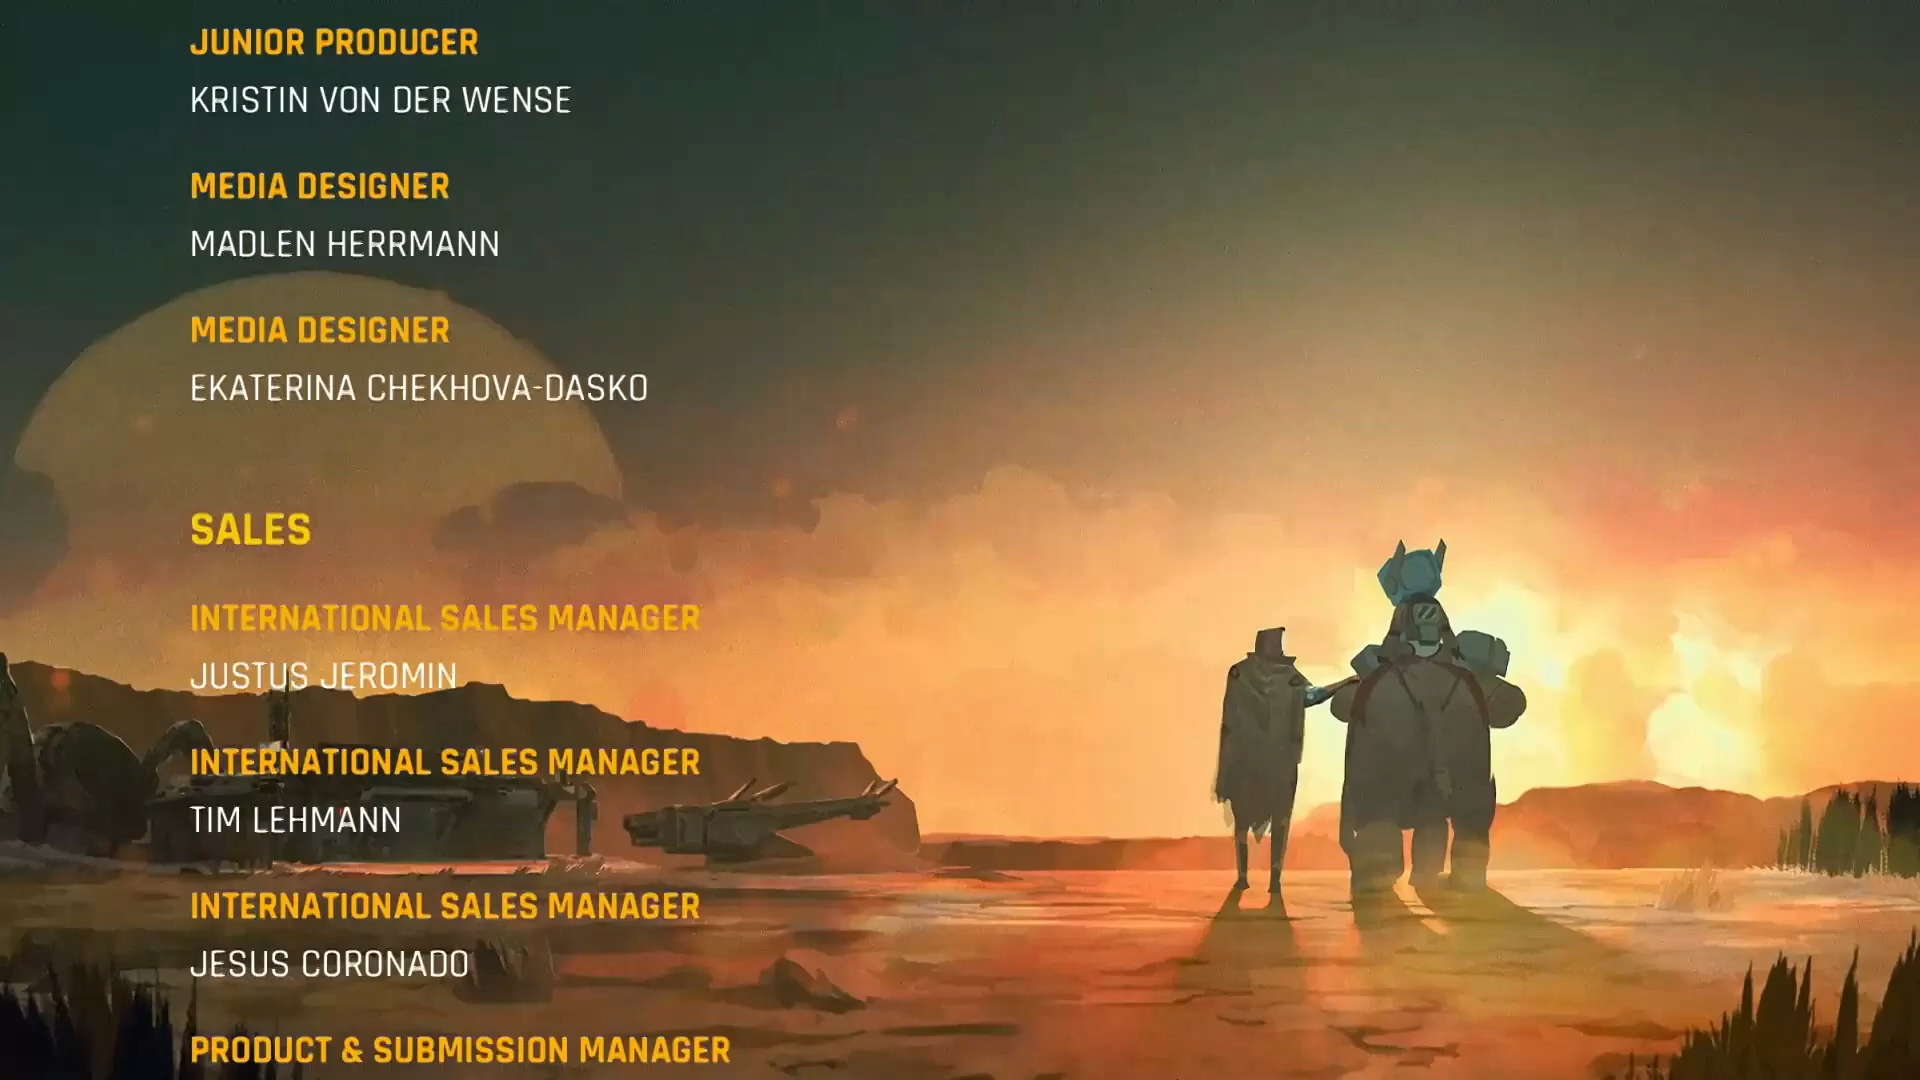 JUNIOR PRODUCER
KRISTIN VON DER WENSE
MEDIA DESIGNER
MADLEN HERRMANN
MEDIA DESIGNER
EKATERINA CHEKHOVA-DASKO
SALES
INTERNATIONAL SALES MANAGER
JUSTUS JEROMIN
INTERNATIONAL SALES MANAGER
TIM LEHMANN
INTERNATIONAL SALES MANAGER
JESUS CORONADO
PRODUCT & SUBMISSION MANAGER